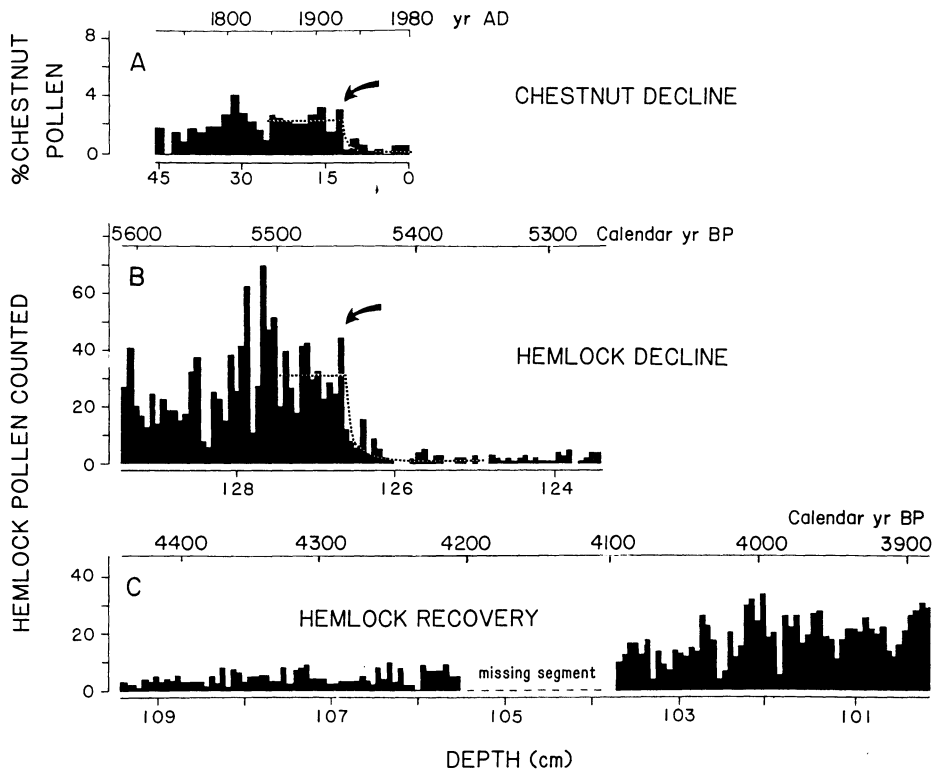 1800 1900 1980 yr AD
%CHESTNUT POLLEN
8
4
0
A
CHESTNUT DECLINE
45 30 15 0
5600 5500 5400 5300 Calendar yr BP
HEMLOCK POLLEN COUNTED
60
40
20
0
B
HEMLOCK DECLINE
128 126 124
Calendar yr BP
4400 4300 4200 4100 4000 3900
40
20
0
C
HEMLOCK RECOVERY
missing segment
109 107 105 103 101
DEPTH (cm)